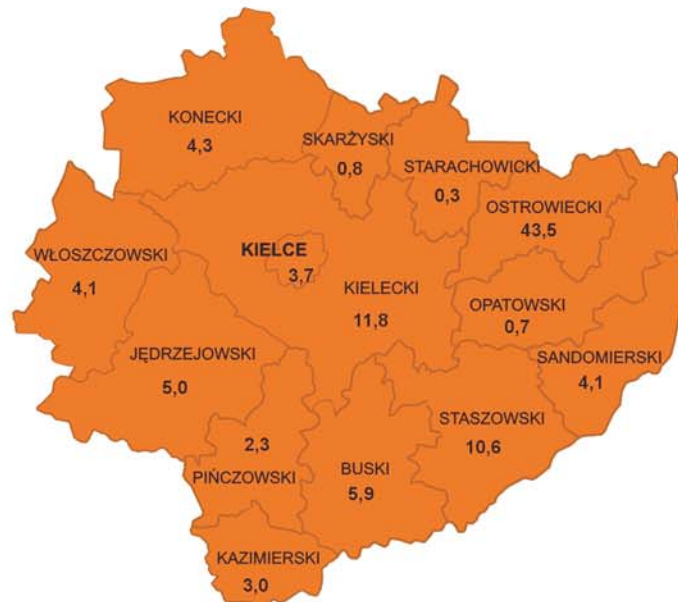 KONECKI
4,3
SKARŻYSKI
0,8
STARACHOWICKI
0,3
OSTROWIECKI
43,5
WŁOSZCZOWSKI
4,1
KIELCE
3,7
KIELECKI
11,8
OPATOWSKI
0,7
JĘDRZEJOWSKI
5,0
SANDOMIERSKI
4,1
STASZOWSKI
10,6
2,3
PIŃCZOWSKI
BUSKI
5,9
KAZIMIERSKI
3,0